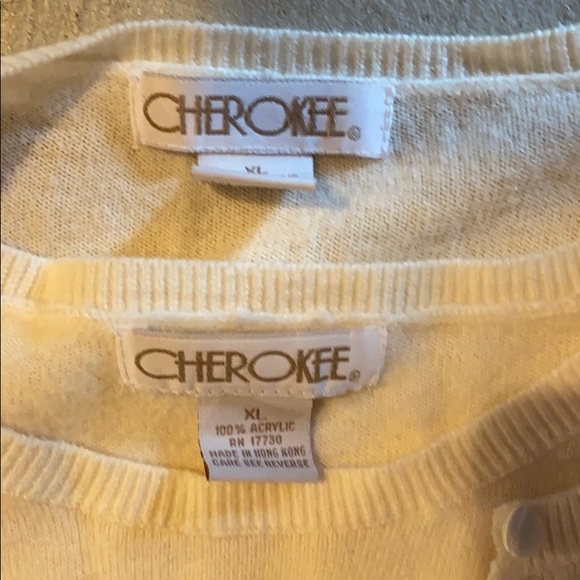 CHEROKEE®
XL
CHEROKEE®
XL
100% ACRYLIC
RN 17730
MADE IN HONG KONG
CARE SEE REVERSE